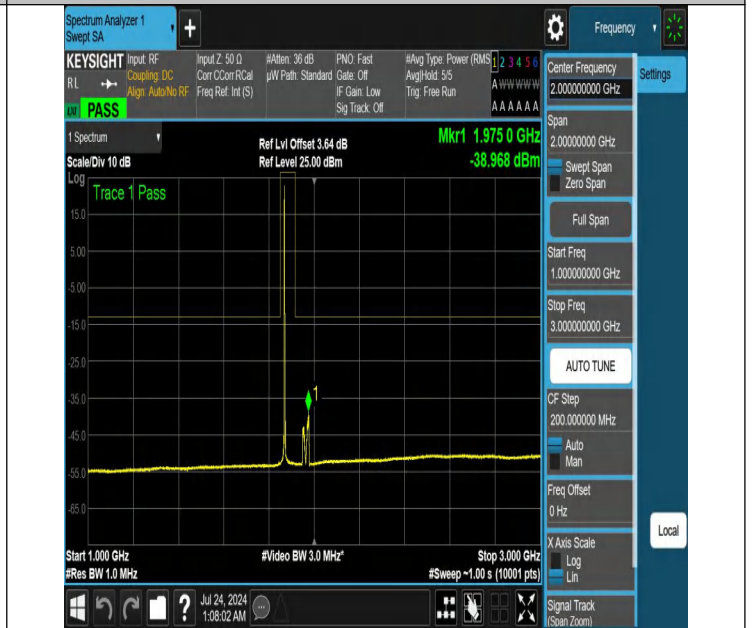 Spectrum Analyzer 1
Swept SA
Frequency
KEYSIGHT
RL
PASS
Input: RF
Coupling: DC
Align: Auto/No RF
Input Z: 50 Ω
Corr CCorr RCal
Freq Ref: Int (S)
#Atten: 36 dB
µW Path: Standard
PNO: Fast
Gate: Off
IF Gain: Low
Sig Track: Off
#Avg Type: Power (RMS
Avg|Hold: 5/5
Trig: Free Run
1 2 3 4 5 6
A W W W W W
A A A A A A
1 Spectrum
Scale/Div 10 dB
Ref Lvl Offset 3.64 dB
Ref Level 25.00 dBm
Mkr1 1.975 0 GHz
-38.968 dBm
Log
Trace 1 Pass
15.0
5.00
-5.00
-15.0
-25.0
-35.0
-45.0
-55.0
-65.0
1
Start 1.000 GHz
#Res BW 1.0 MHz
#Video BW 3.0 MHz*
Stop 3.000 GHz
#Sweep ~1.00 s (10001 pts)
Jul 24, 2024
1:08:02 AM
Center Frequency
2.000000000 GHz
Settings
Span
2.00000000 GHz
Swept Span
Zero Span
Full Span
Start Freq
1.000000000 GHz
Stop Freq
3.000000000 GHz
AUTO TUNE
CF Step
200.000000 MHz
Auto
Man
Freq Offset
0 Hz
Local
X Axis Scale
Log
Lin
Signal Track
(Span Zoom)